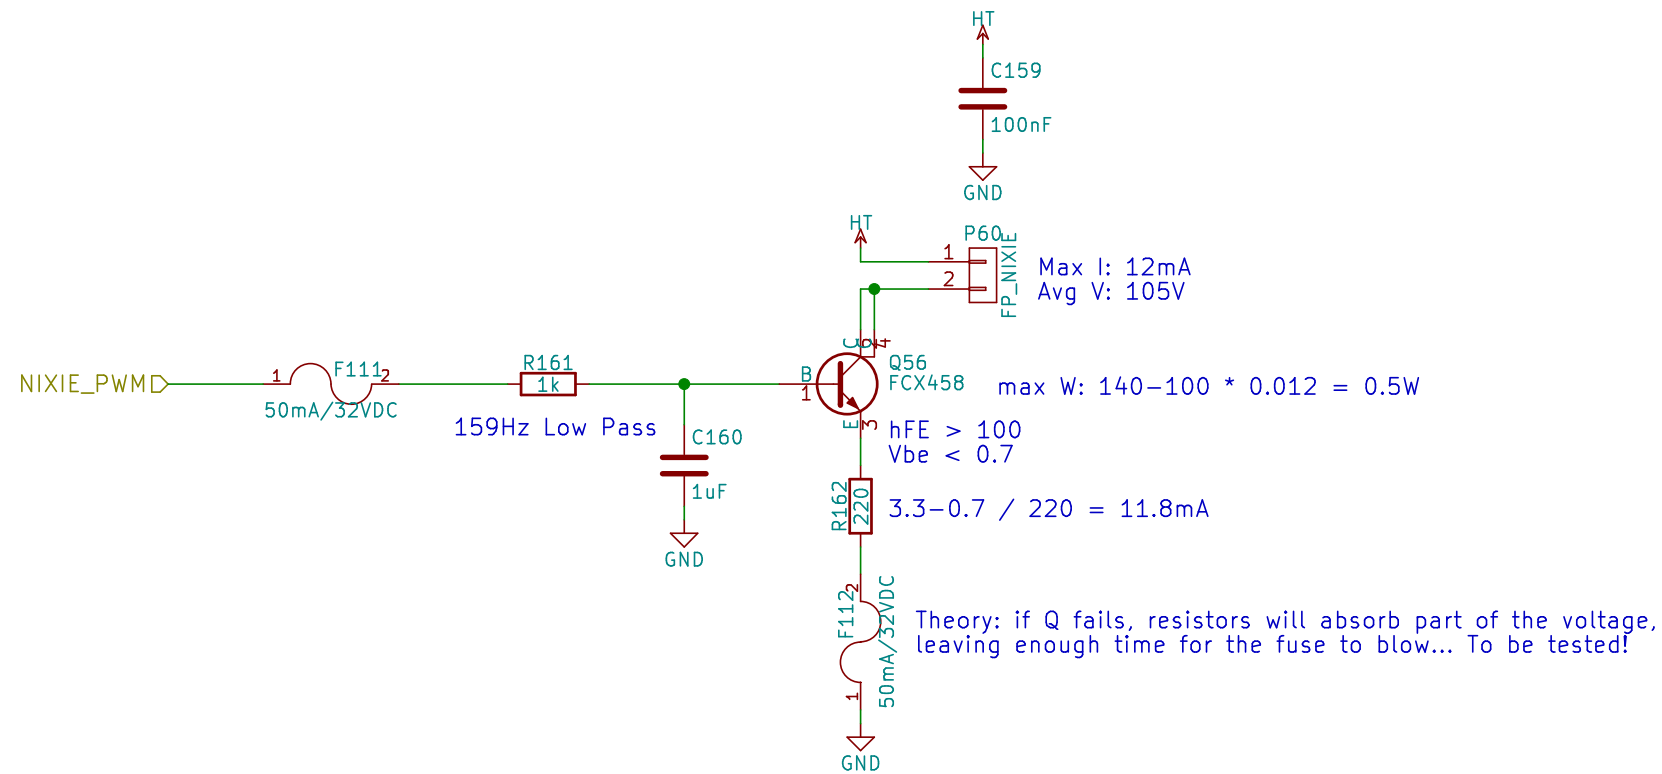 HT
C159
100nF
GND
HT
P60
1
2
FP_NIXIE
Max I: 12mA
Avg V: 105V
NIXIE_PWM
1
F111
2
50mA/32VDC
R161
1k
159Hz Low Pass
C160
1uF
GND
B
1
C
4
Q56
FCX458
max W: 140-100 * 0.012 = 0.5W
E
3
hFE > 100
Vbe < 0.7
R162
220
3.3-0.7 / 220 = 11.8mA
2
F112
50mA/32VDC
1
Theory: if Q fails, resistors will absorb part of the voltage,
leaving enough time for the fuse to blow... To be tested!
GND